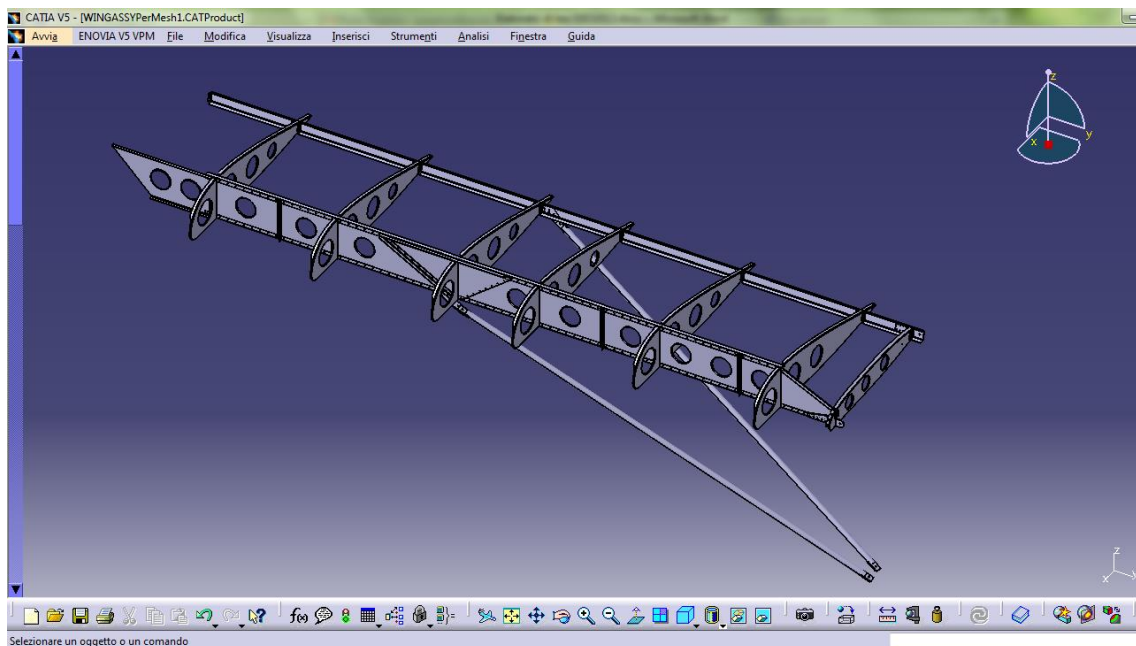 CATIA V5 - [WINGASSYPerMesh1.CATProduct]
Avvia ENOVIA V5 VPM File Modifica Visualizza Inserisci Strumenti Analisi Finestra Guida
z
y
x
z
x
f(x)
Selezionare un oggetto o un comando